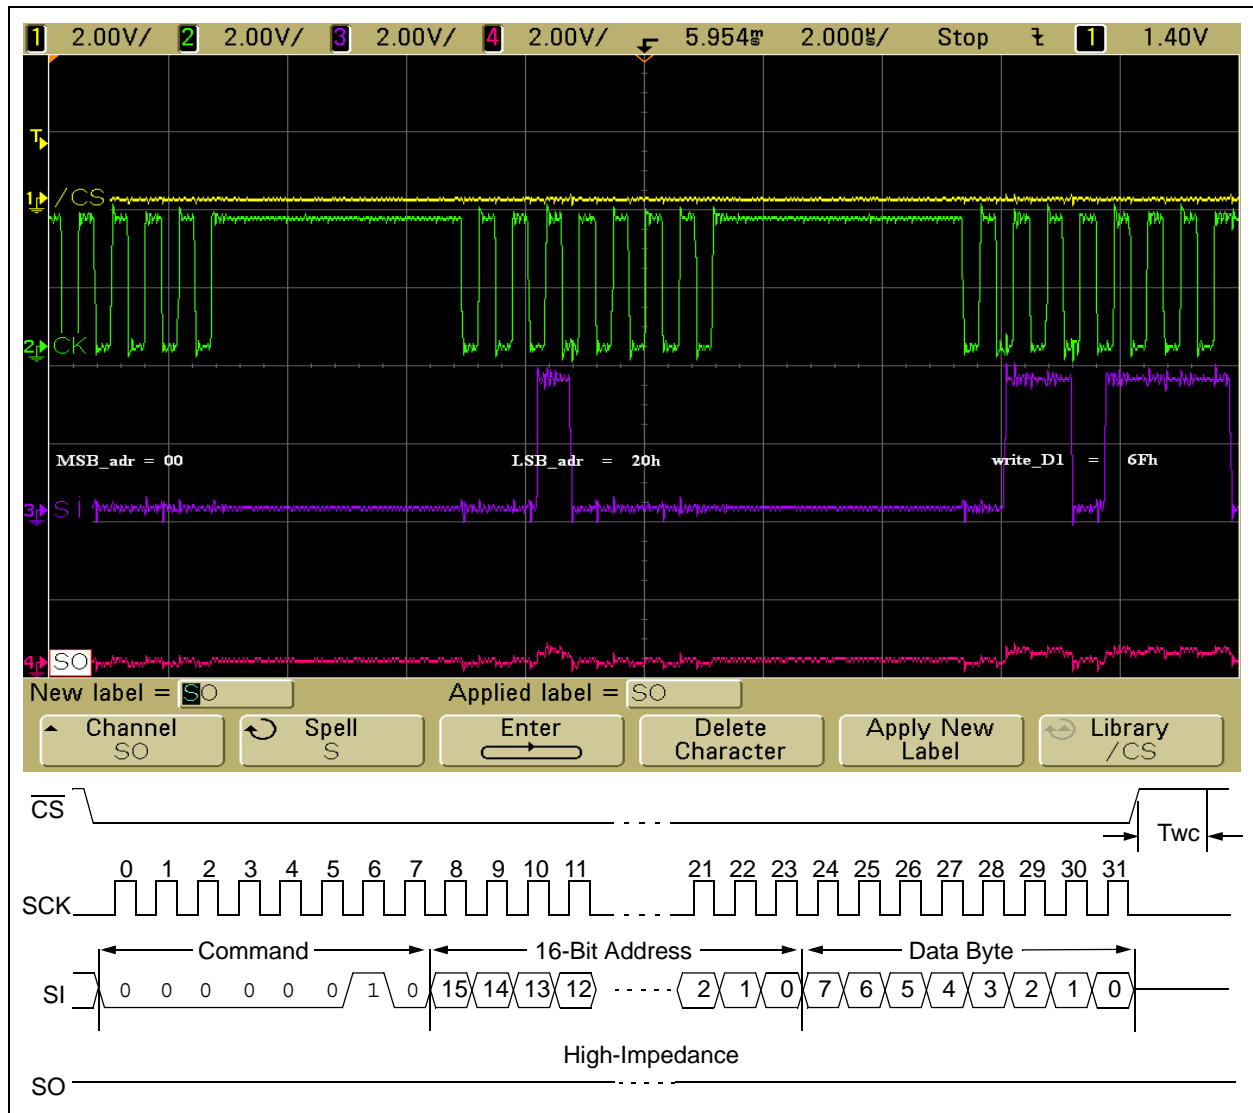 1 2.00V/ 2 2.00V/ 3 2.00V/ 4 2.00V/ 5.954ms 2.000µs/ Stop 1 1.40V
T
1 /CS
2 CK
MSB_adr = 00 LSB_adr = 20h write_D1 = 6Fh
3 Si
4 SO
New label = SO Applied label = SO
Channel Spell Enter Delete Apply New Library
SO S Character Label /CS
CS
Twc
0 1 2 3 4 5 6 7 8 9 10 11 21 22 23 24 25 26 27 28 29 30 31
SCK
Command 16-Bit Address Data Byte
SI 0 0 0 0 0 0 1 0 15 14 13 12 2 1 0 7 6 5 4 3 2 1 0
High-Impedance
SO